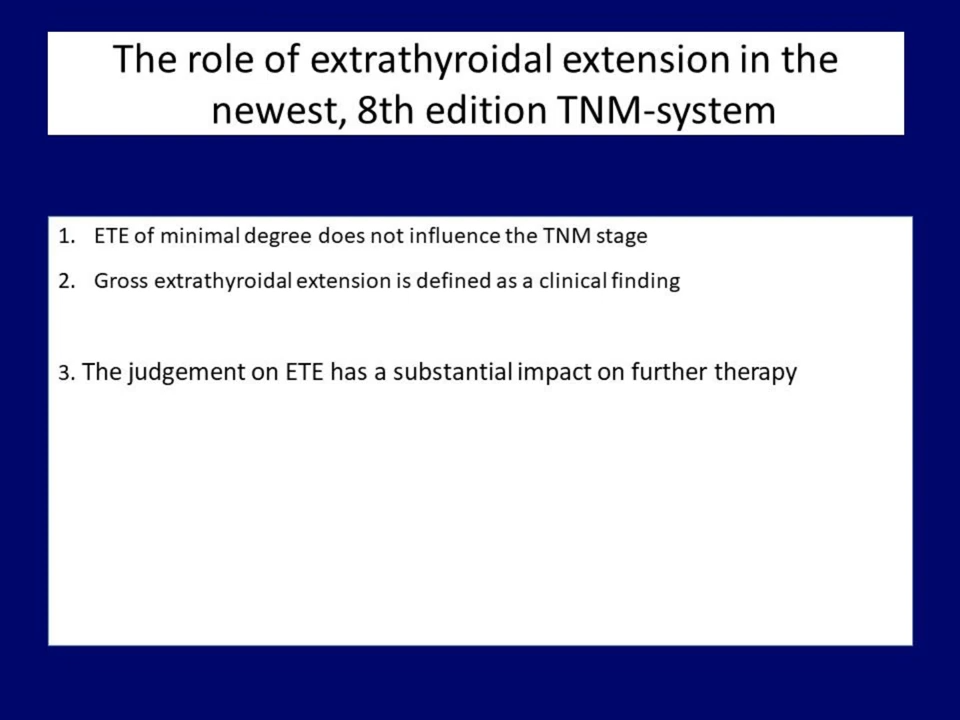 The role of extrathyroidal extension in the
newest, 8th edition TNM-system
1. ETE of minimal degree does not influence the TNM stage
2. Gross extrathyroidal extension is defined as a clinical finding
3. The judgement on ETE has a substantial impact on further therapy